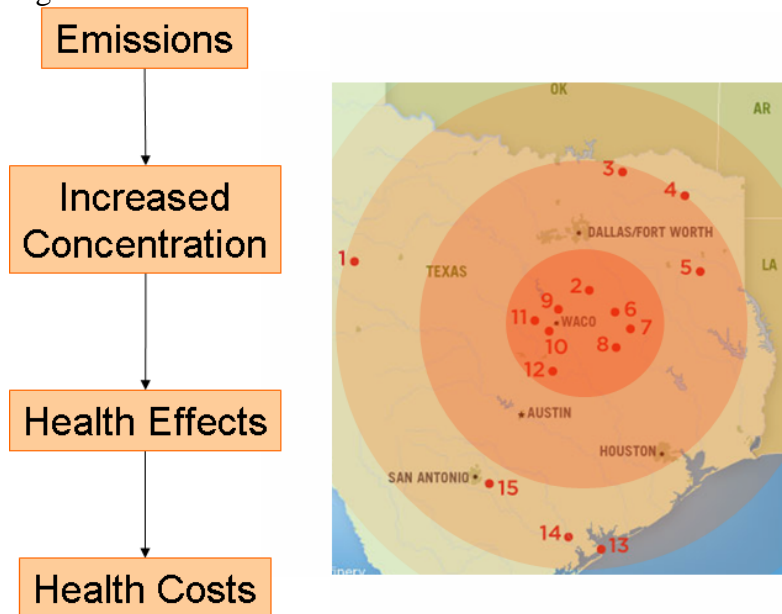 Emissions
Increased
Concentration
Health Effects
Health Costs
OK
AR
3
4
DALLAS/FORT WORTH
1
TEXAS
5
LA
2
9
6
11
WACO
7
10
8
12
AUSTIN
HOUSTON
SAN ANTONIO
15
14
13
inery